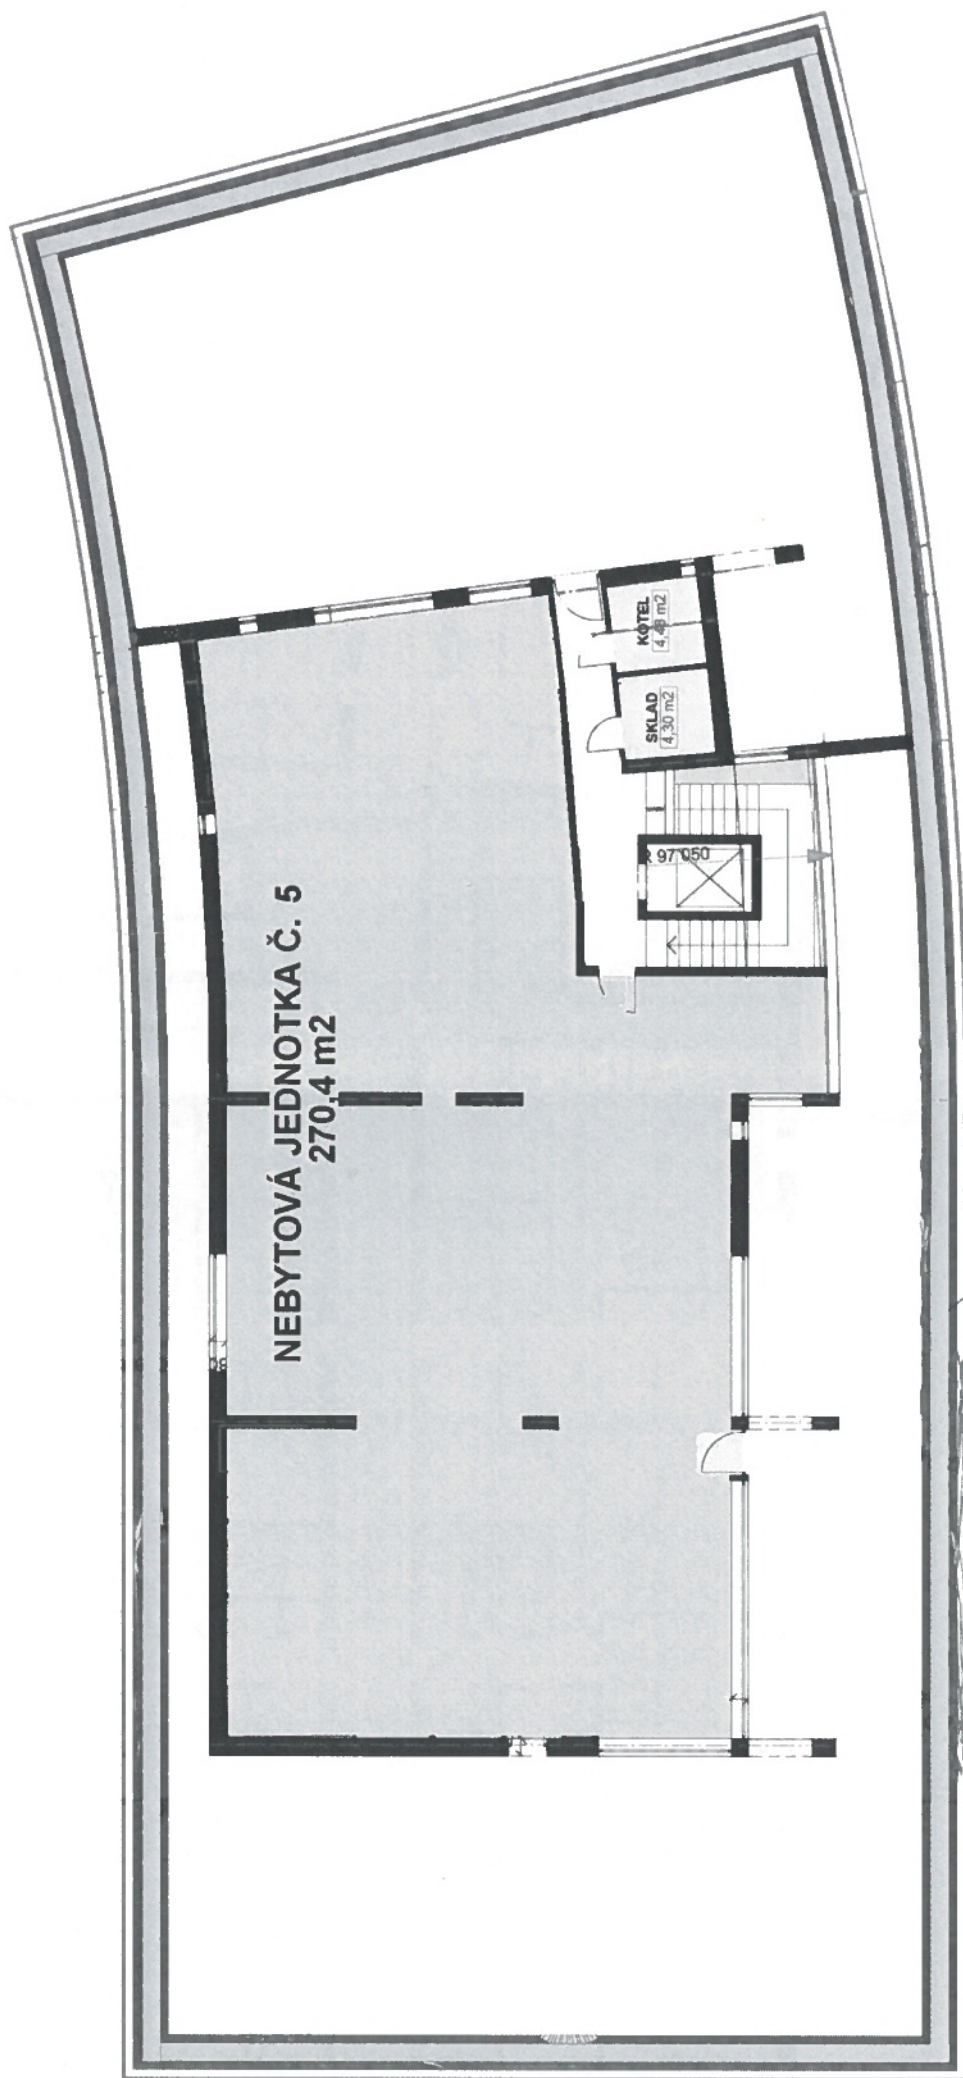 NEBYTOVÁ JEDNOTKA Č. 5
270,4 m2
KOTEL
4,48 m2
SKLAD
4,30 m2
97 050